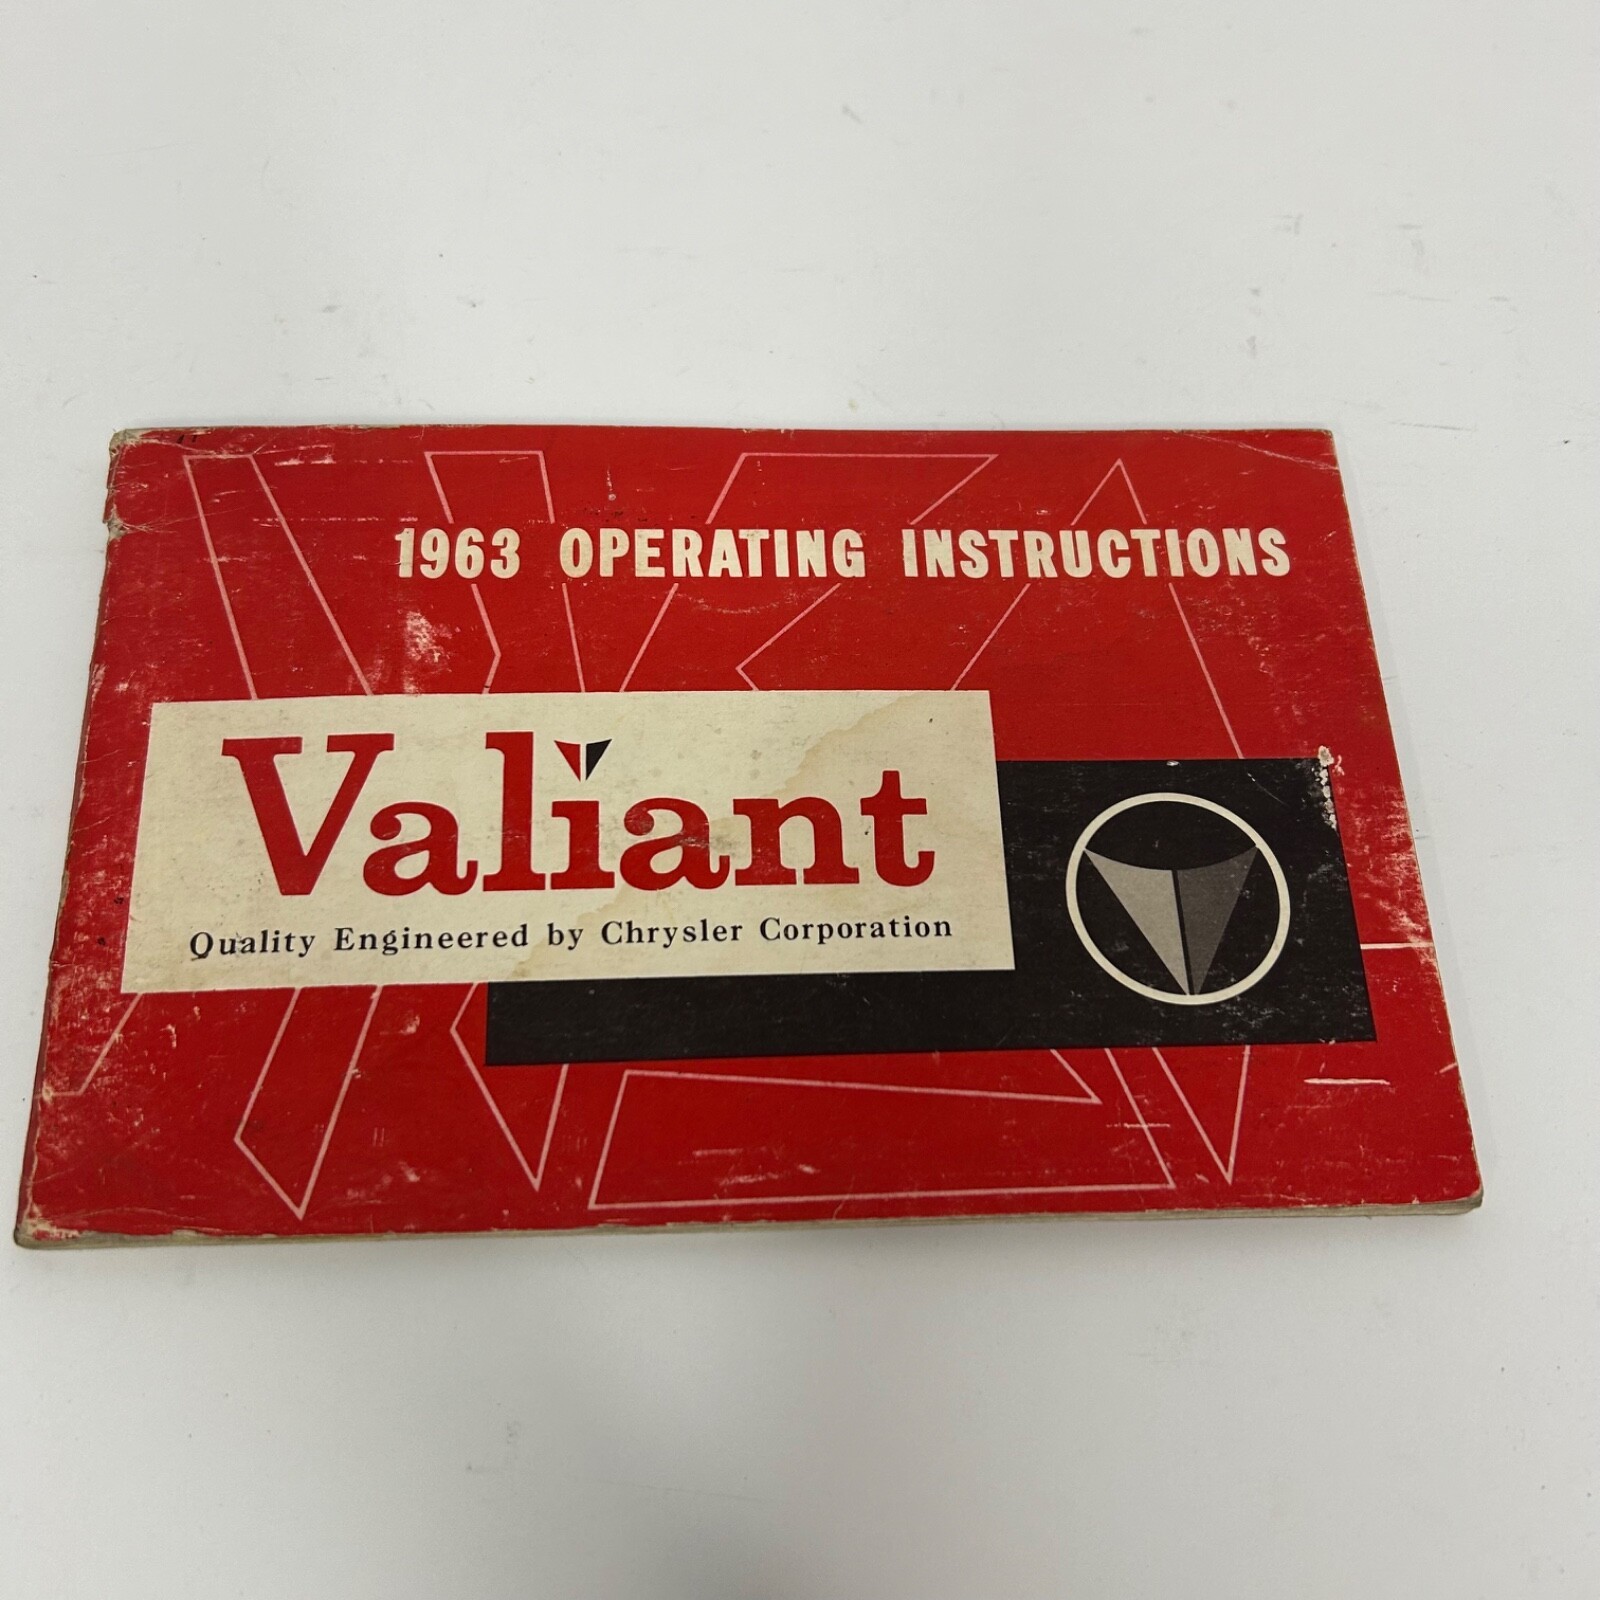 1963 OPERATING INSTRUCTIONS
Valiant
Quality Engineered by Chrysler Corporation